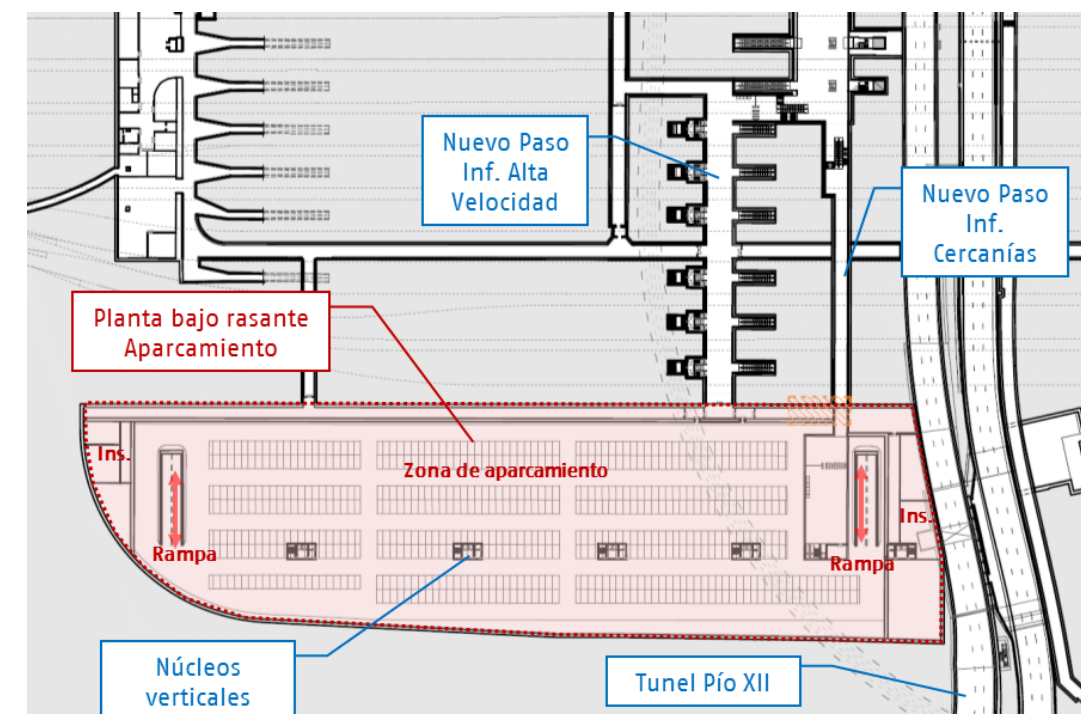 Nuevo Paso
Inf. Alta
Velocidad
Nuevo Paso
Inf.
Cercanías
Planta bajo rasante
Aparcamiento
Ins.
Zona de aparcamiento
Ins.
Rampa
Rampa
Núcleos
verticales
Tunel Pío XII